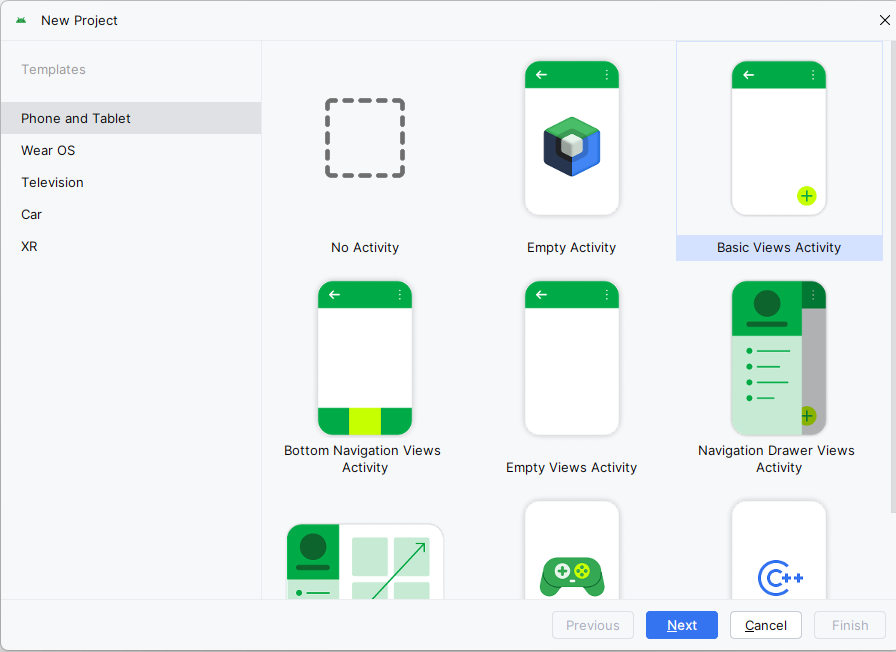 New Project
Templates
Phone and Tablet
Wear OS
Television
Car
XR
No Activity
Empty Activity
Basic Views Activity
Bottom Navigation Views
Activity
Empty Views Activity
Navigation Drawer Views
Activity
C++
Previous
Next
Cancel
Finish